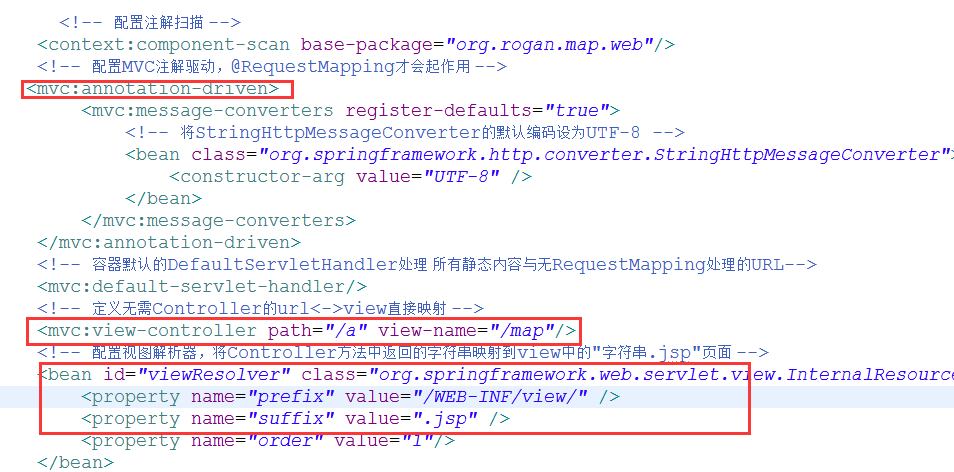 <!-- 配置注解扫描 -->
<context:component-scan base-package="org.rogan.map.web"/>
<!-- 配置MVC注解驱动，@RequestMapping才会起作用 -->
<mvc:annotation-driven>
<mvc:message-converters register-defaults="true">
<!-- 将StringHttpMessageConverter的默认编码设为UTF-8 -->
<bean class="org.springframework.http.converter.StringHttpMessageConverter">
<constructor-arg value="UTF-8" />
</bean>
</mvc:message-converters>
</mvc:annotation-driven>
<!-- 容器默认的DefaultServletHandler处理 所有静态内容与无RequestMapping处理的URL-->
<mvc:default-servlet-handler/>
<!-- 定义无需Controller的url<->view直接映射 -->
<mvc:view-controller path="/a" view-name="/map"/>
<!-- 配置视图解析器，将Controller方法中返回的字符串映射到view中的"字符串.jsp"页面 -->
<bean id="viewResolver" class="org.springframework.web.servlet.view.InternalResource
<property name="prefix" value="/WEB-INF/view/" />
<property name="suffix" value=".jsp" />
<property name="order" value="1"/>
</bean>